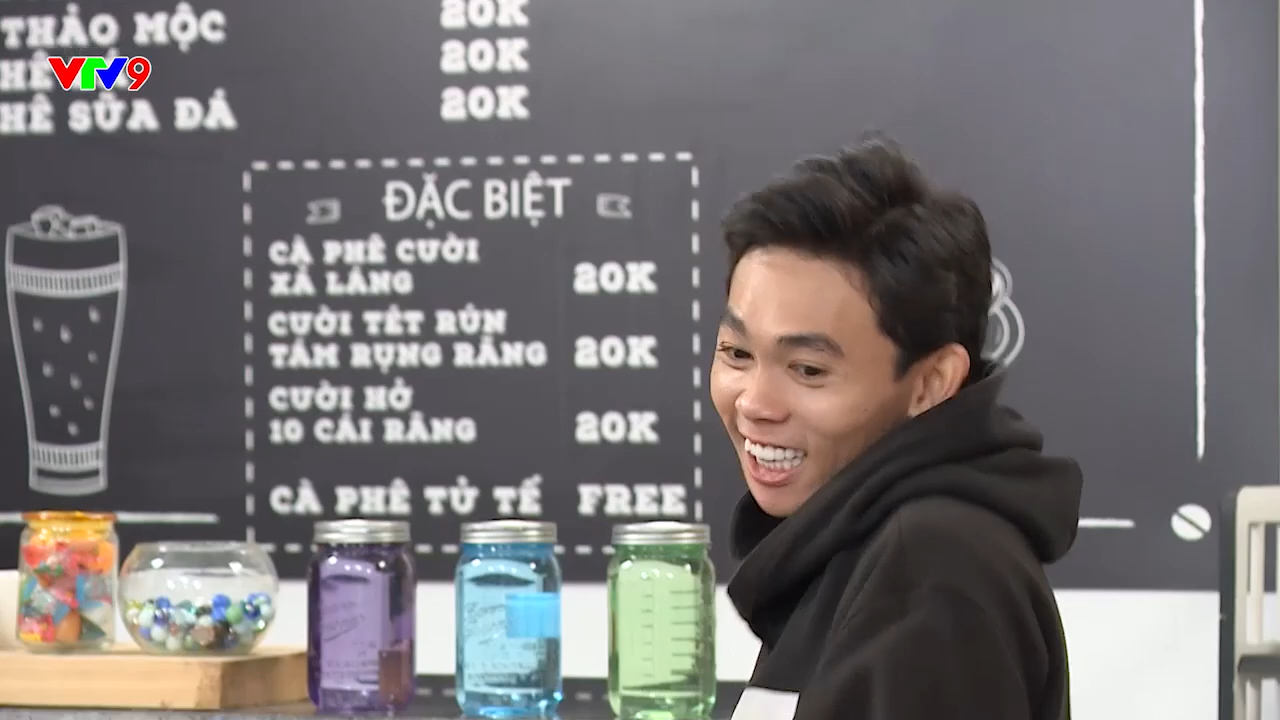 THẢO MỘC 20K
20K
VTV9
HÊ SỮA ĐÁ 20K
ĐẶC BIỆT
CÀ PHÊ CƯỜI
XẢ LÁNG 20K
CƯỜI TÉT RÚN
TÁM RỤNG RĂNG 20K
CƯỜI HỞ
10 CÁI RĂNG 20K
CÀ PHÊ TỬ TẾ FREE